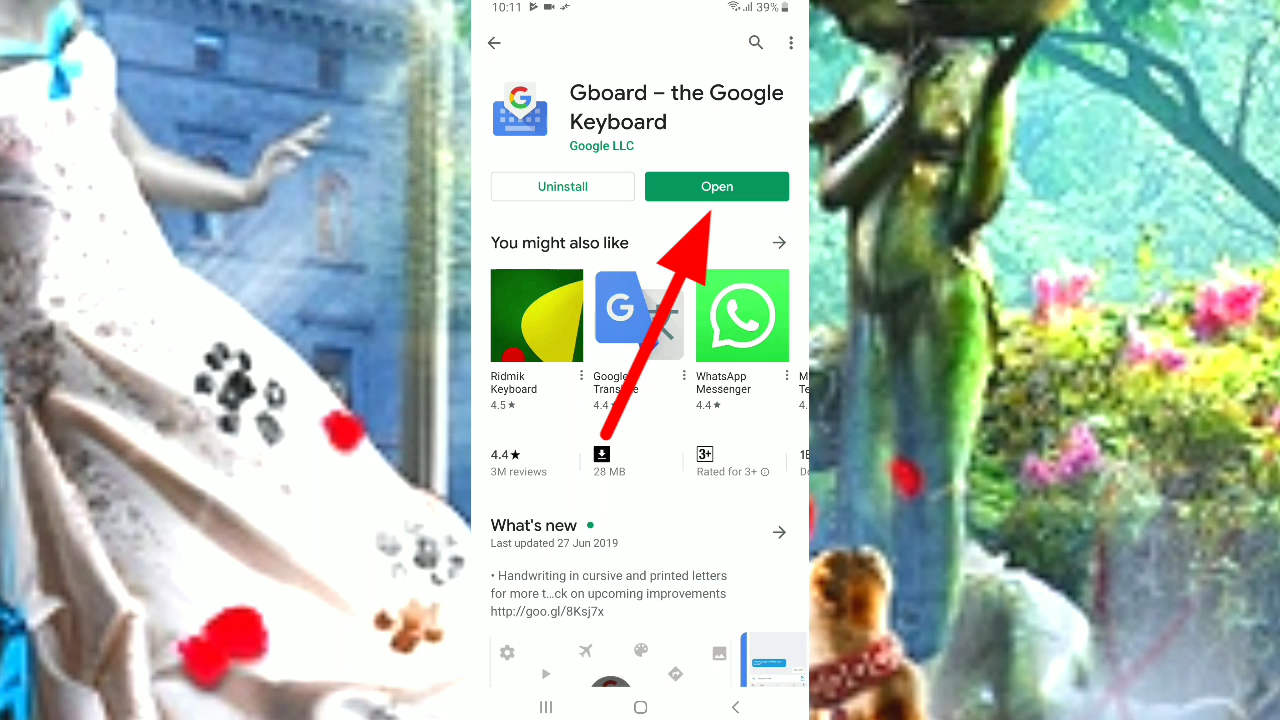 10:11 39%
Gboard – the Google
Keyboard
Google LLC
Uninstall Open
You might also like
Ridmik
Keyboard
4.5★
Google
4.4
WhatsApp
Messenger
4.4★
4.
4.4★
3M reviews
28 MB
3+
Rated for 3+
What's new
Last updated 27 Jun 2019
• Handwriting in cursive and printed letters
for more t…ck on upcoming improvements
http://goo.gl/8Ksj7x